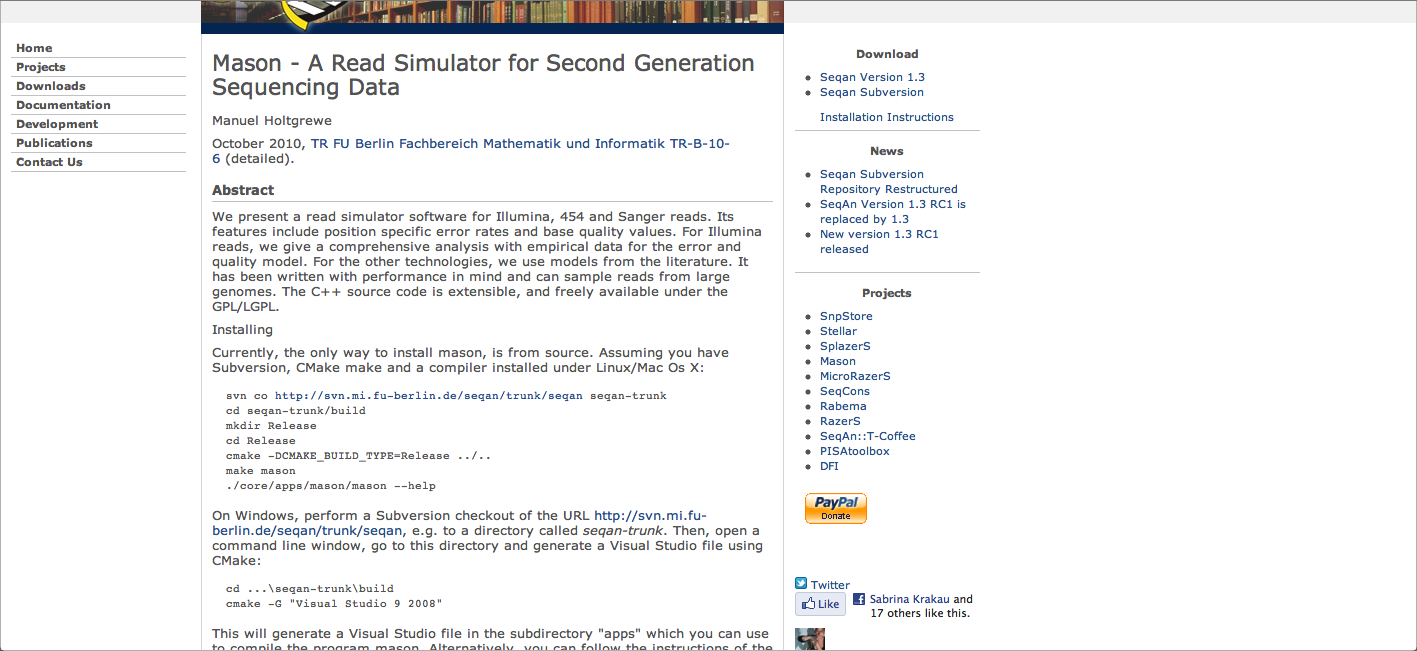 Home
Projects
Downloads
Documentation
Development
Publications
Contact Us
Mason - A Read Simulator for Second Generation
Sequencing Data
Manuel Holtgrewe
October 2010, TR FU Berlin Fachbereich Mathematik und Informatik TR-B-10-
6 (detailed).
Abstract
We present a read simulator software for Illumina, 454 and Sanger reads. Its
features include position specific error rates and base quality values. For Illumina
reads, we give a comprehensive analysis with empirical data for the error and
quality model. For the other technologies, we use models from the literature. It
has been written with performance in mind and can sample reads from large
genomes. The C++ source code is extensible, and freely available under the
GPL/LGPL.
Installing
Currently, the only way to install mason, is from source. Assuming you have
Subversion, CMake make and a compiler installed under Linux/Mac Os X:
svn co http://svn.mi.fu-berlin.de/seqan/trunk/seqan seqan-trunk
cd seqan-trunk/build
mkdir Release
cd Release
cmake -DCMAKE_BUILD_TYPE=Release ../..
make mason
./core/apps/mason/mason --help
On Windows, perform a Subversion checkout of the URL http://svn.mi.fu-
berlin.de/seqan/trunk/seqan, e.g. to a directory called seqan-trunk. Then, open a
command line window, go to this directory and generate a Visual Studio file using
CMake:
cd ...\seqan-trunk\build
cmake -G "Visual Studio 9 2008"
This will generate a Visual Studio file in the subdirectory "apps" which you can use
to compile the program mason. Alternatively, you can follow the instructions of the
Download
Seqan Version 1.3
Seqan Subversion
Installation Instructions
News
Seqan Subversion
Repository Restructured
SeqAn Version 1.3 RC1 is
replaced by 1.3
New version 1.3 RC1
released
Projects
SnpStore
Stellar
SplazerS
Mason
MicroRazerS
SeqCons
Rabema
RazerS
SeqAn::T-Coffee
PISAtoolbox
DFI
PayPal
Donate
Twitter
Like
Sabrina Krakau and
17 others like this.